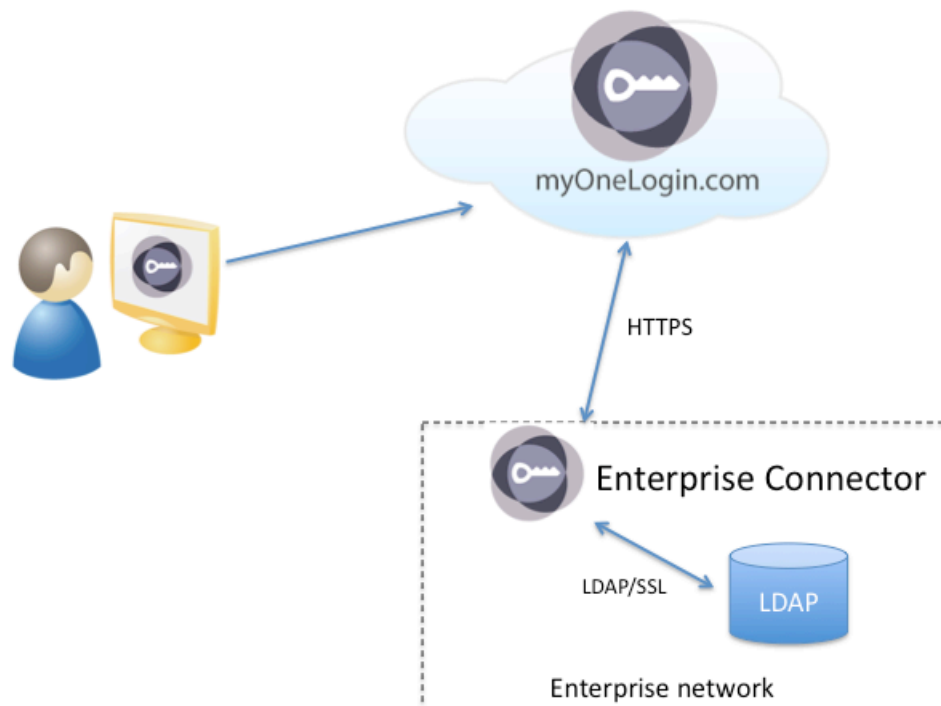 myOneLogin.com
HTTPS
Enterprise Connector
LDAP/SSL
LDAP
Enterprise network